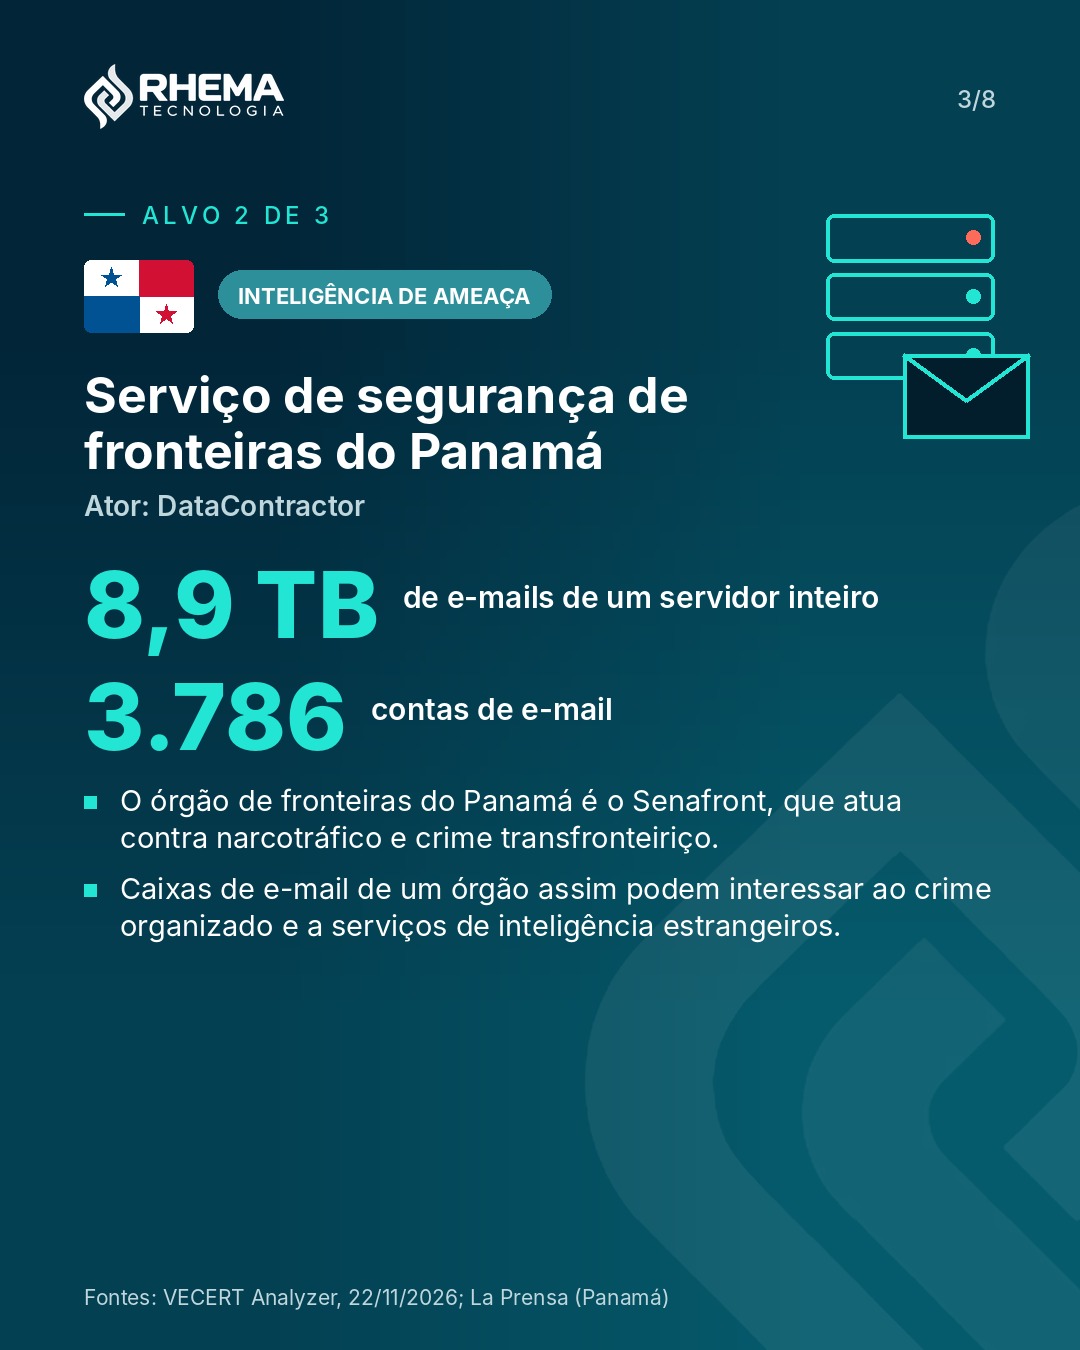 RHEMA
TECNOLOGIA
3/8
ALVO 2 DE 3
INTELIGÊNCIA DE AMEAÇA
Serviço de segurança de
fronteiras do Panamá
Ator: DataContractor
8,9 TB de e-mails de um servidor inteiro
3.786 contas de e-mail
O órgão de fronteiras do Panamá é o Senafront, que atua
contra narcotráfico e crime transfronteiriço.
Caixas de e-mail de um órgão assim podem interessar ao crime
organizado e a serviços de inteligência estrangeiros.
Fontes: VECERT Analyzer, 22/11/2026; La Prensa (Panamá)